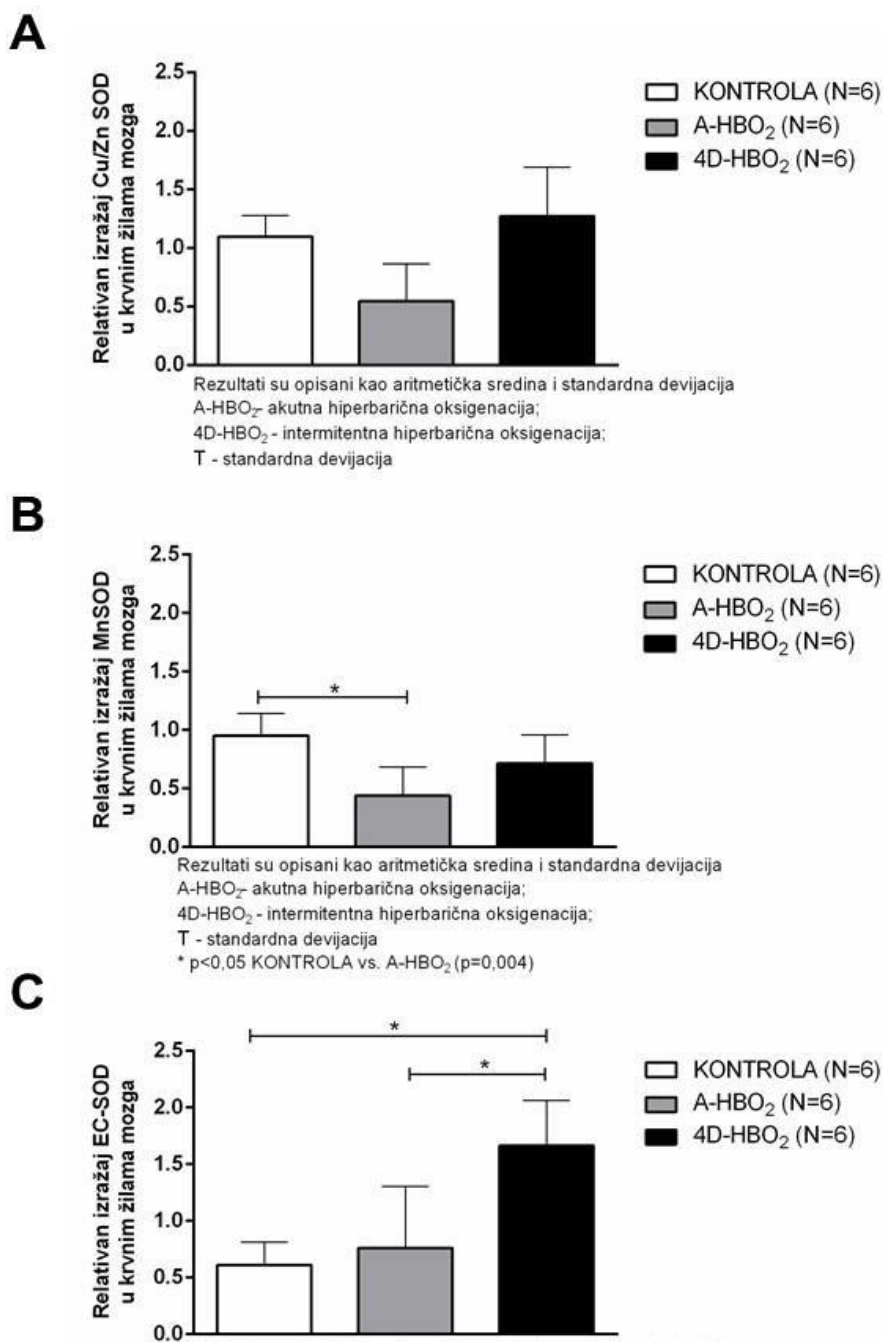 A
Relativan izražaj Cu/Zn SOD
u krvnim žilama mozga
2.5
2.0
1.5
1.0
0.5
0.0
KONTROLA (N=6)
A-HBO₂ (N=6)
4D-HBO₂ (N=6)
Rezultati su opisani kao aritmetička sredina i standardna devijacija
A-HBO₂- akutna hiperbarična oksigenacija;
4D-HBO₂ - intermitentna hiperbarična oksigenacija;
T - standardna devijacija
B
Relativan izražaj MnSOD
u krvnim žilama mozga
2.5
2.0
1.5
1.0
0.5
0.0
*
KONTROLA (N=6)
A-HBO₂ (N=6)
4D-HBO₂ (N=6)
Rezultati su opisani kao aritmetička sredina i standardna devijacija
A-HBO₂- akutna hiperbarična oksigenacija;
4D-HBO₂ - intermitentna hiperbarična oksigenacija;
T - standardna devijacija
* p<0,05 KONTROLA vs. A-HBO₂ (p=0,004)
C
Relativan izražaj EC-SOD
u krvnim žilama mozga
2.5
2.0
1.5
1.0
0.5
0.0
*
*
KONTROLA (N=6)
A-HBO₂ (N=6)
4D-HBO₂ (N=6)